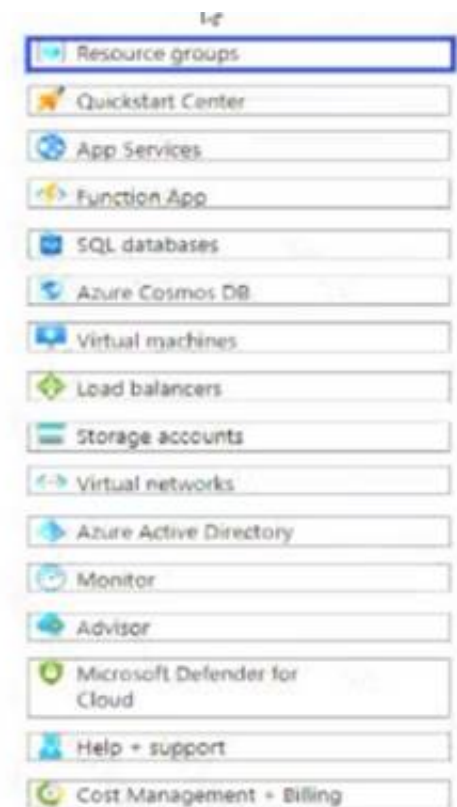 Resource groups
Quickstart Center
App Services
Function App
SQL databases
Azure Cosmos DB
Virtual machines
Load balancers
Storage accounts
Virtual networks
Azure Active Directory
Monitor
Advisor
Microsoft Defender for
Cloud
Help + support
Cost Management + Billing